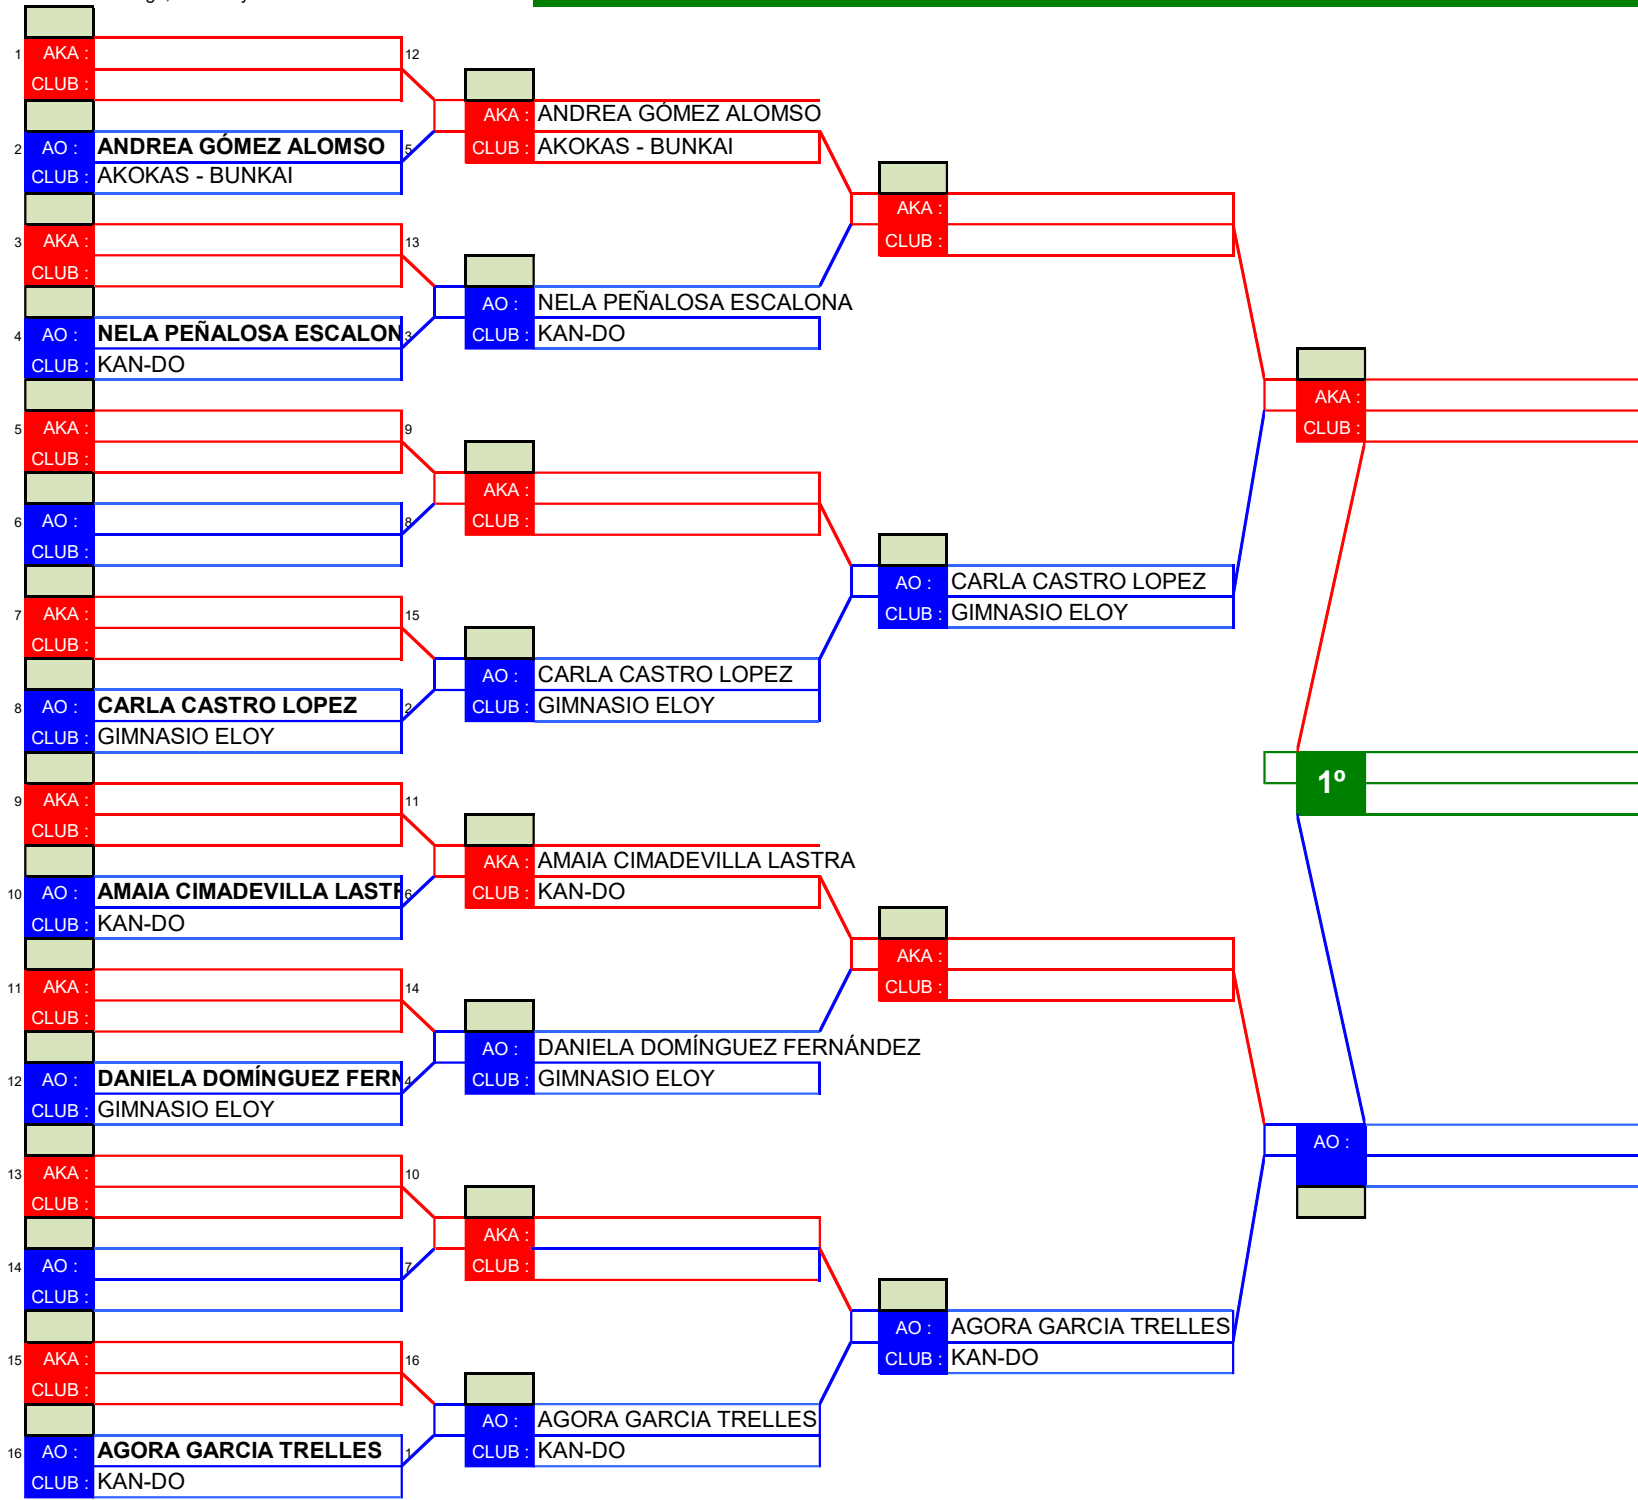 1 AKA : 12
CLUB :
2 AO : ANDREA GÓMEZ ALOMSO 5
CLUB : AKOKAS - BUNKAI
3 AKA : 13
CLUB :
4 AO : NELA PEÑALOSA ESCALON 3
CLUB : KAN-DO
5 AKA : 9
CLUB :
6 AO : 8
CLUB :
7 AKA : 15
CLUB :
8 AO : CARLA CASTRO LOPEZ 2
CLUB : GIMNASIO ELOY
9 AKA : 11
CLUB :
10 AO : AMAIA CIMADEVILLA LASTR 6
CLUB : KAN-DO
11 AKA : 14
CLUB :
12 AO : DANIELA DOMÍNGUEZ FERN 4
CLUB : GIMNASIO ELOY
13 AKA : 10
CLUB :
14 AO : 7
CLUB :
15 AKA : 16
CLUB :
16 AO : AGORA GARCIA TRELLES 1
CLUB : KAN-DO
AKA : ANDREA GÓMEZ ALOMSO
CLUB : AKOKAS - BUNKAI
AO : NELA PEÑALOSA ESCALONA
CLUB : KAN-DO
AKA :
CLUB :
AO : CARLA CASTRO LOPEZ
CLUB : GIMNASIO ELOY
AKA : AMAIA CIMADEVILLA LASTRA
CLUB : KAN-DO
AO : DANIELA DOMÍNGUEZ FERNÁNDEZ
CLUB : GIMNASIO ELOY
AKA :
CLUB :
AO : AGORA GARCIA TRELLES
CLUB : KAN-DO
AKA :
CLUB :
AO : CARLA CASTRO LOPEZ
CLUB : GIMNASIO ELOY
AKA :
CLUB :
AO : AGORA GARCIA TRELLES
CLUB : KAN-DO
AKA :
CLUB :
1º
AO :